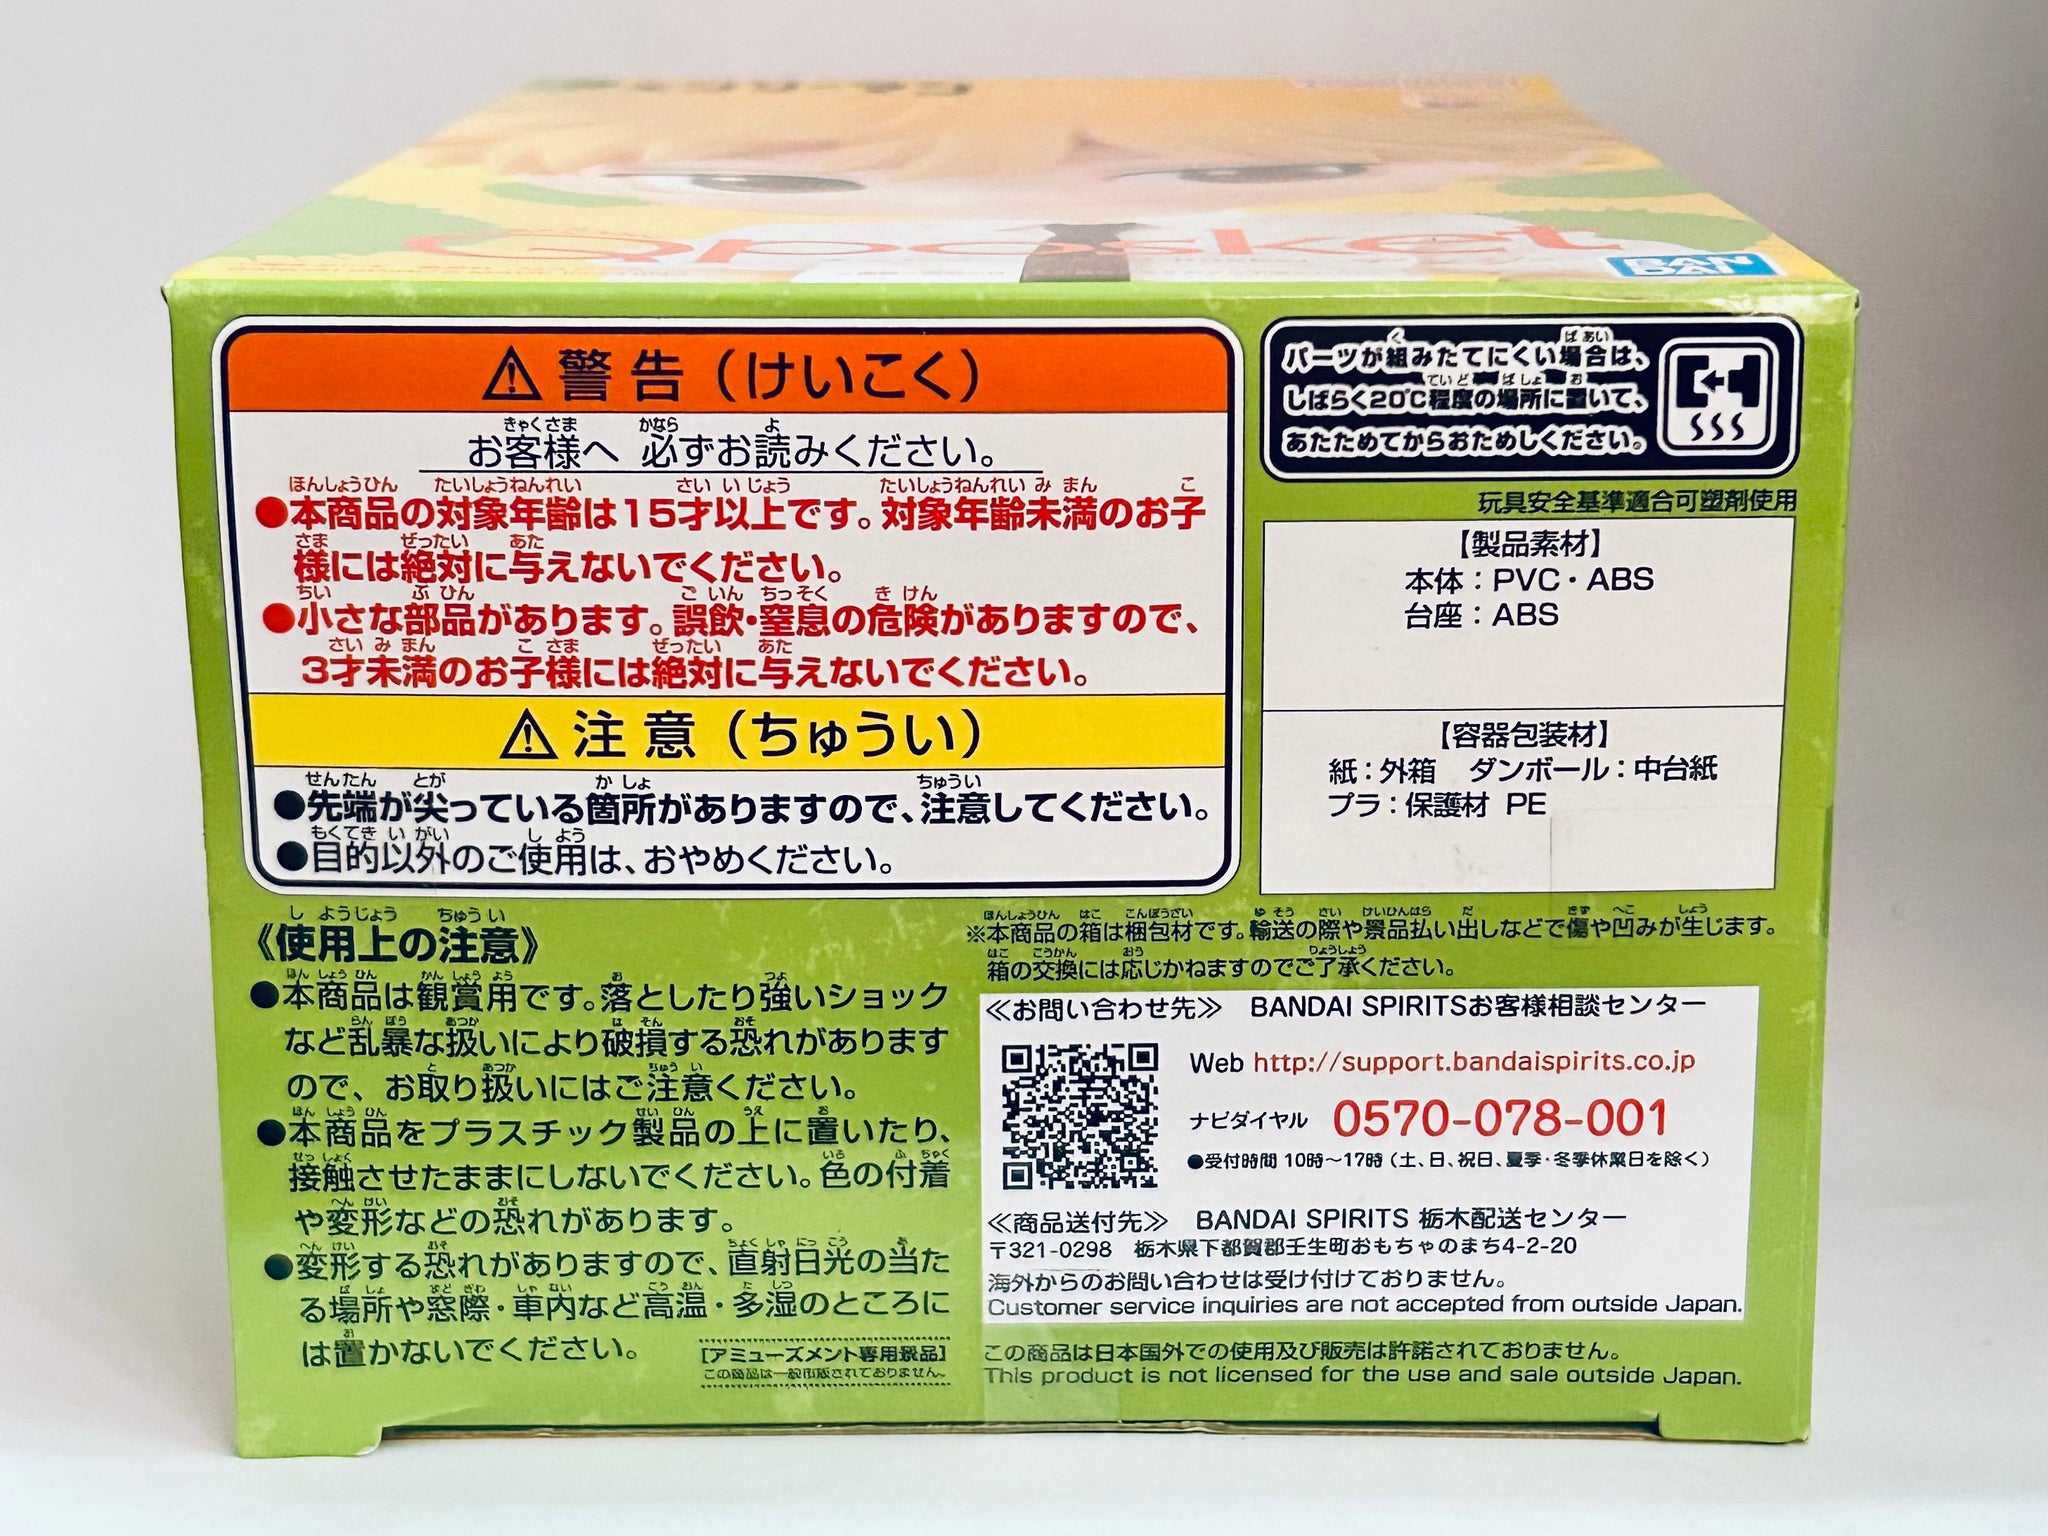 Qposket
BAN
DAI
⚠警告（けいこく）
お客様へ 必ずお読みください。
●本商品の対象年齢は15才以上です。対象年齢未満のお子
様には絶対に与えないでください。
●小さな部品があります。誤飲・窒息の危険がありますので、
3才未満のお子様には絶対に与えないでください。
⚠注意（ちゅうい）
●先端が尖っている箇所がありますので、注意してください。
●目的以外のご使用は、おやめください。
《使用上の注意》
●本商品は観賞用です。落としたり強いショック
など乱暴な扱いにより破損する恐れがあります
ので、お取り扱いにはご注意ください。
●本商品をプラスチック製品の上に置いたり、
接触させたままにしないでください。色の付着
や変形などの恐れがあります。
●変形する恐れがありますので、直射日光の当た
る場所や窓際・車内など高温・多湿のところに
は置かないでください。
[アミューズメント専用景品]
この商品は一般市販されておりません。
パーツが組みたてにくい場合は、
しばらく20℃程度の場所に置いて、
あたためてからおためしください。
玩具安全基準適合可塑剤使用
【製品素材】
本体：PVC・ABS
台座：ABS
【容器包装材】
紙：外箱 ダンボール：中台紙
プラ：保護材 PE
※本商品の箱は梱包材です。輸送の際や景品払い出しなどで傷や凹みが生じます。
箱の交換には応じかねますのでご了承ください。
≪お問い合わせ先≫ BANDAI SPIRITSお客様相談センター
Web http://support.bandaispirits.co.jp
ナビダイヤル 0570-078-001
●受付時間 10時～17時（土、日、祝日、夏季・冬季休業日を除く）
≪商品送付先≫ BANDAI SPIRITS 栃木配送センター
〒321-0298 栃木県下都賀郡壬生町おもちゃのまち4-2-20
海外からのお問い合わせは受け付けておりません。
Customer service inquiries are not accepted from outside Japan.
この商品は日本国外での使用及び販売は許諾されておりません。
This product is not licensed for the use and sale outside Japan.